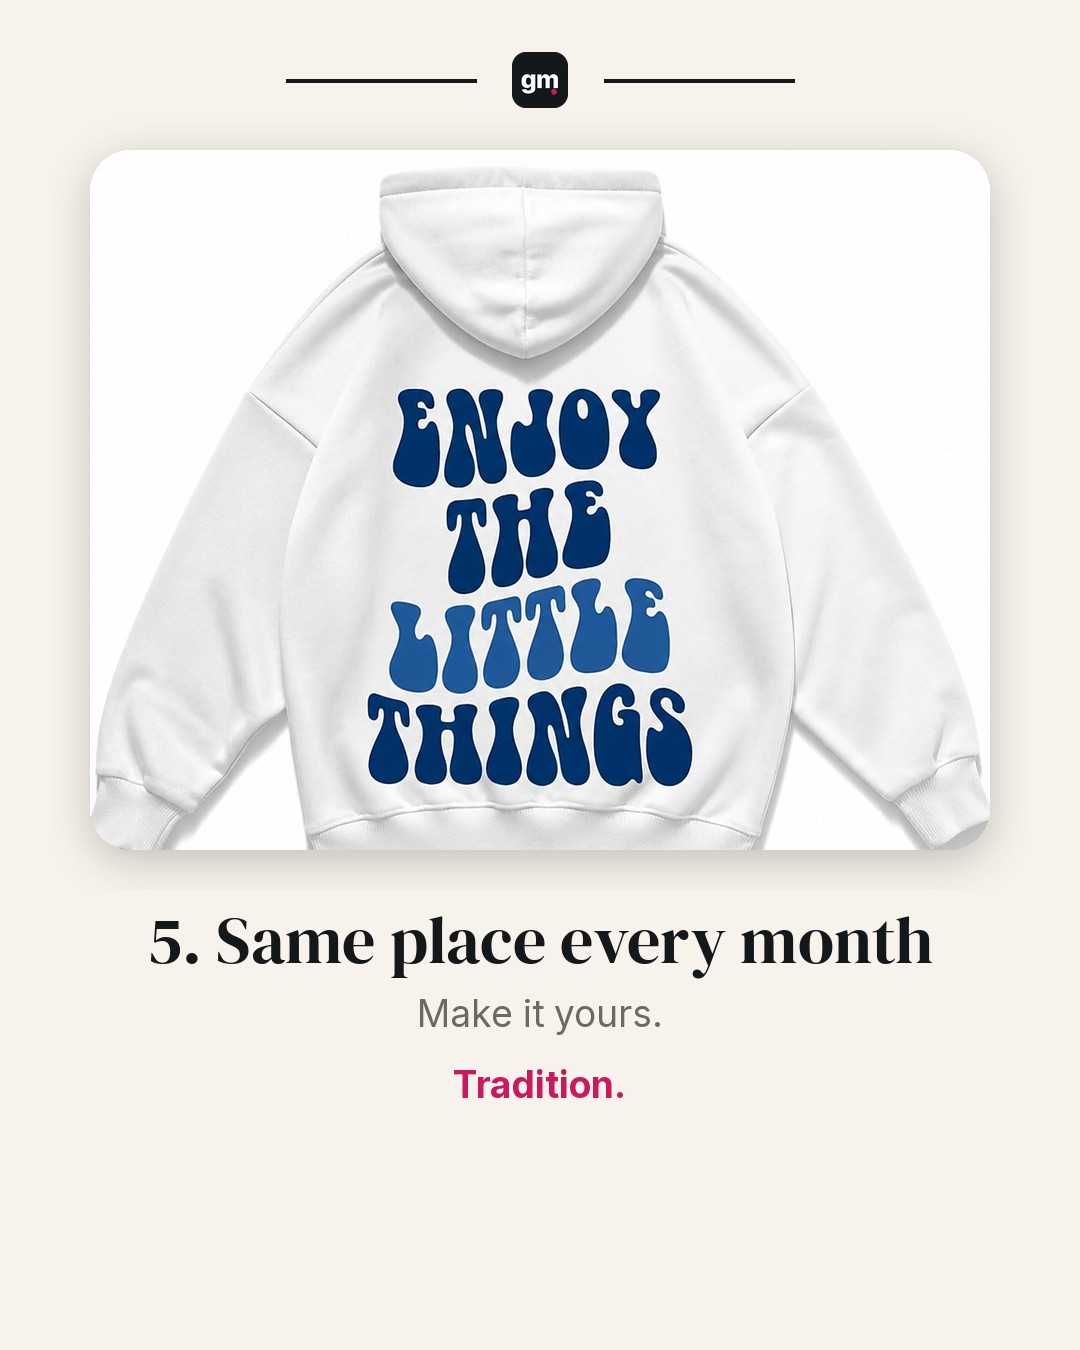 gm.
ENJOY
THE
LITTLE
THINGS
5. Same place every month
Make it yours.
Tradition.